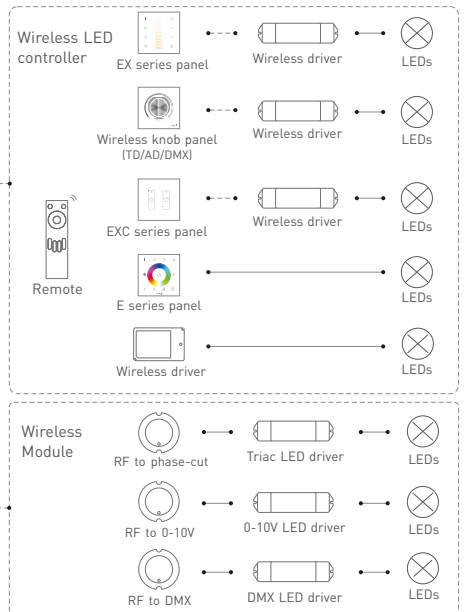 Wireless LED
controller
EX series panel
Wireless driver
LEDs
Wireless knob panel
(TD/AD/DMX)
Wireless driver
LEDs
EXC series panel
Wireless driver
LEDs
Remote
E series panel
LEDs
Wireless driver
LEDs
Wireless
Module
RF to phase-cut
Triac LED driver
LEDs
RF to 0-10V
0-10V LED driver
LEDs
RF to DMX
DMX LED driver
LEDs